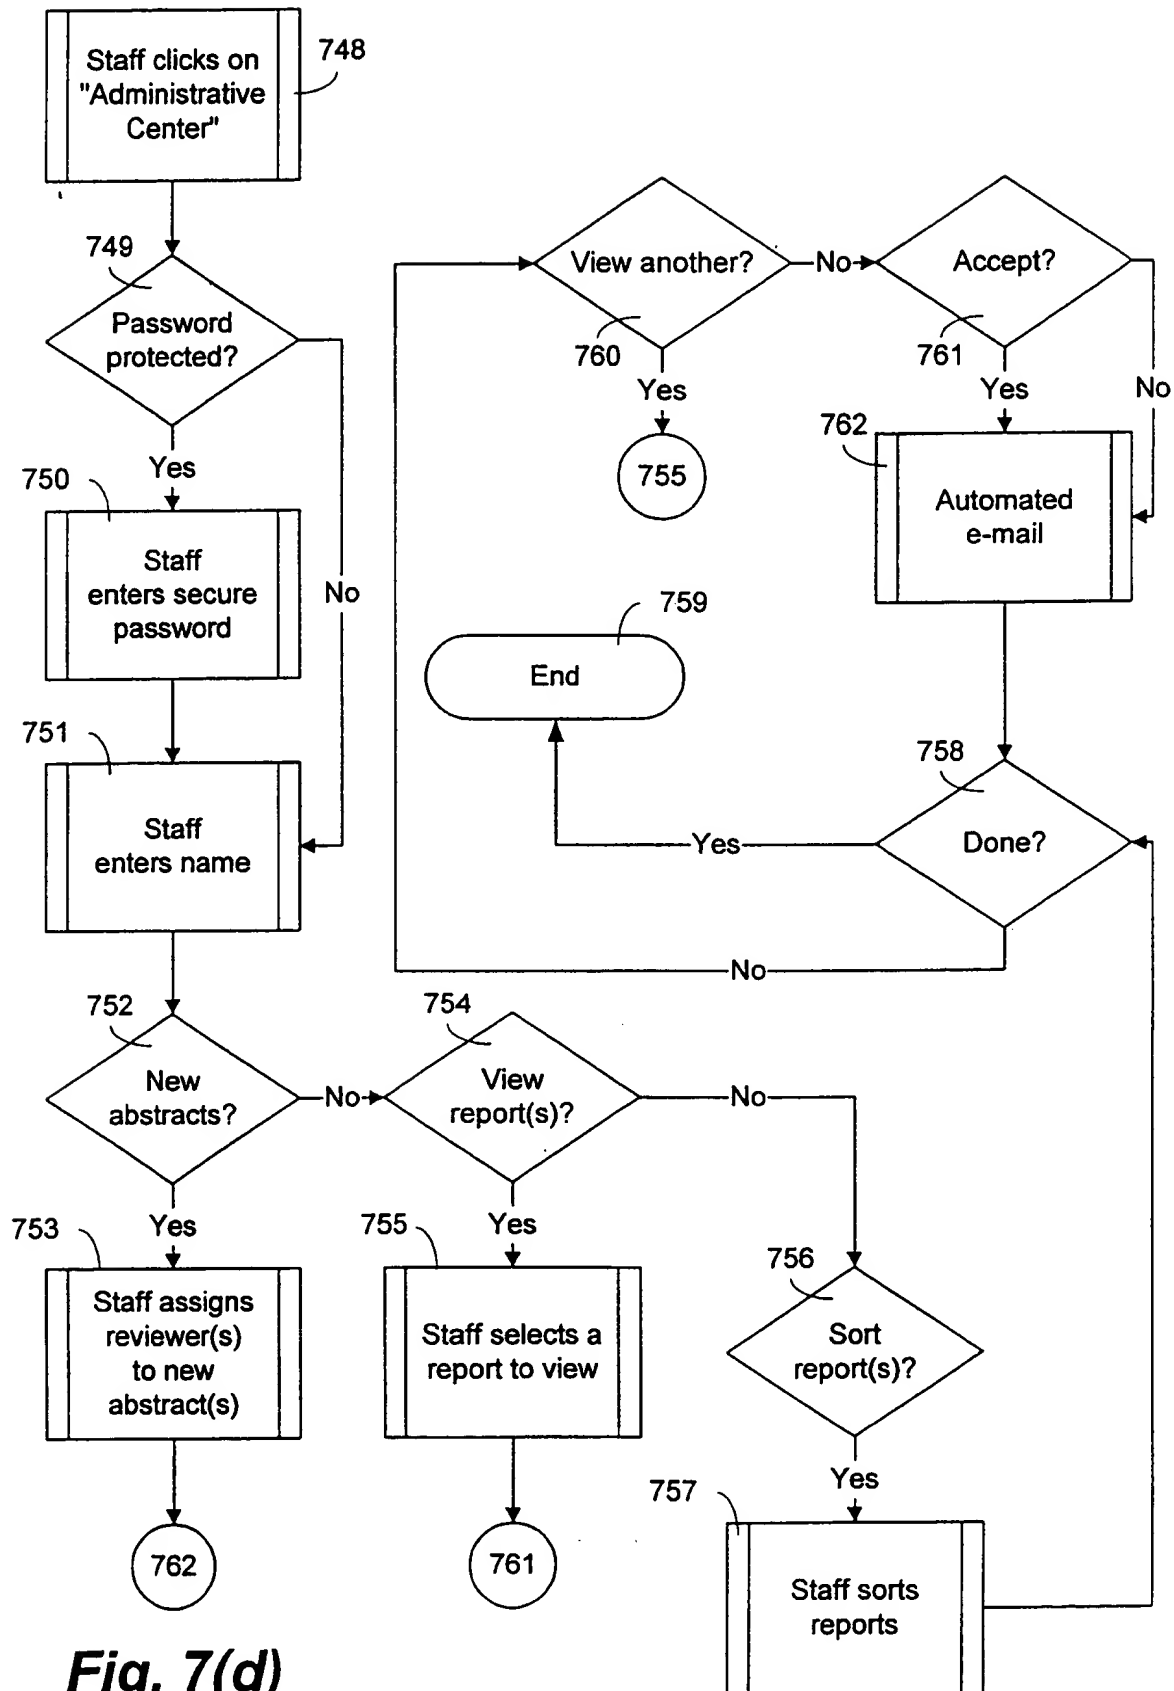 Staff clicks on
"Administrative
Center"
748
749
Password
protected?
Yes
No
750
Staff
enters secure
password
751
Staff
enters name
752
New
abstracts?
No
Yes
753
Staff assigns
reviewer(s)
to new
abstract(s)
762
754
View
report(s)?
No
Yes
755
Staff selects a
report to view
761
756
Sort
report(s)?
Yes
757
Staff sorts
reports
View another?
760
No
Yes
755
Accept?
761
Yes
No
762
Automated
e-mail
758
Done?
Yes
No
759
End
Fig. 7(d)